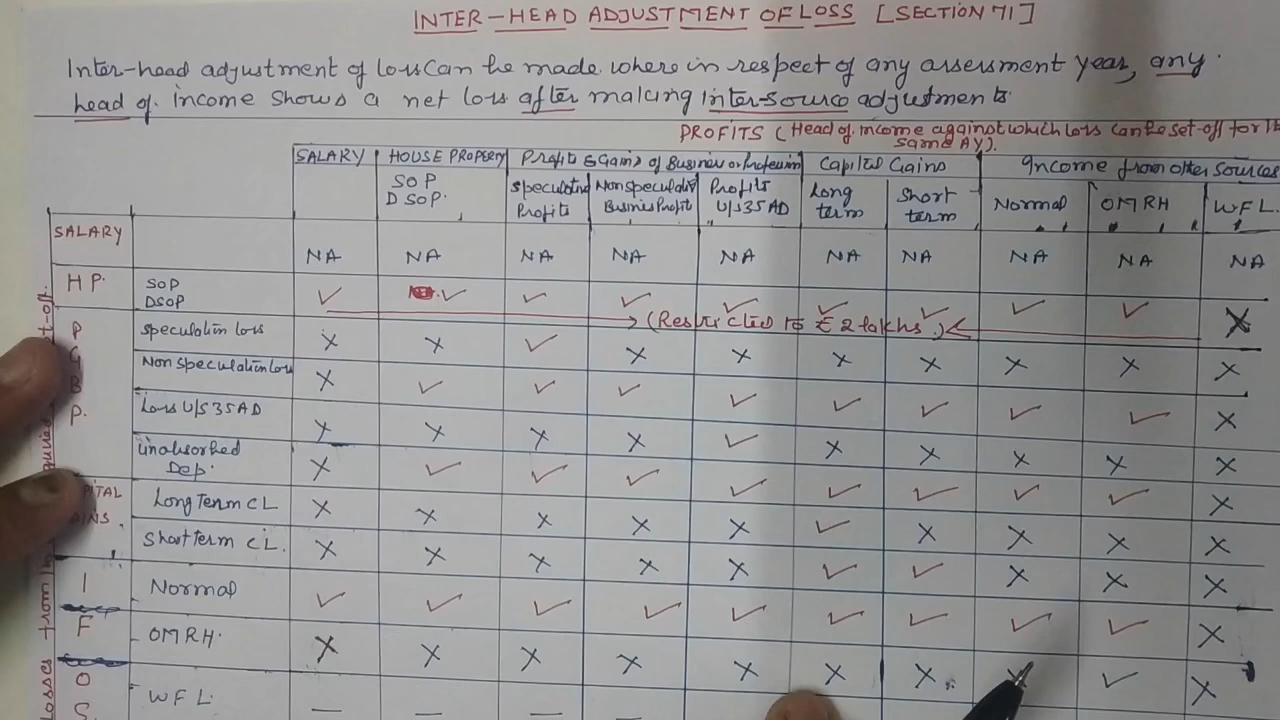 INTER-HEAD ADJUSTMENT OF LOSS [SECTION 71]
Inter-head adjustment of loss can be made where in respect of any assessment year, any
head of income shows a net loss after making inter-source adjustments
PROFITS (Head of income against which loss can be set-off for th
same AY).
SALARY HOUSE PROPERTY Profits & Gains of Business or Profession Capital Gains Income from other sources
SOP DSOP. Speculation Profits Non speculation Business Profit Profits U/S 35AD Long term Short term Normal OMRH WFL.
SALARY NA NA NA NA NA NA NA NA NA NA
HP. SOP DSOP ✓ ✓ ✓ ✓ ✓ ✓ ✓ ✓ ✓ X
(Restricted to ₹ 2 lakhs.)
P G B P.
Speculation loss X X ✓ X X X X X X X
Non speculation loss X ✓ ✓ ✓ ✓ ✓ ✓ ✓ ✓ X
Loss U/S 35AD X X X X ✓ X X X X X
Unabsorbed Dep. X ✓ ✓ ✓ ✓ ✓ ✓ ✓ ✓ X
Long Term CL X X X X X ✓ X X X X
Short term CL. X X X X X ✓ ✓ X X X
I F O S
Normal ✓ ✓ ✓ ✓ ✓ ✓ ✓ ✓ ✓ X
OMRH. X X X X X X X X ✓ X
WFL. — — — —
Losses from